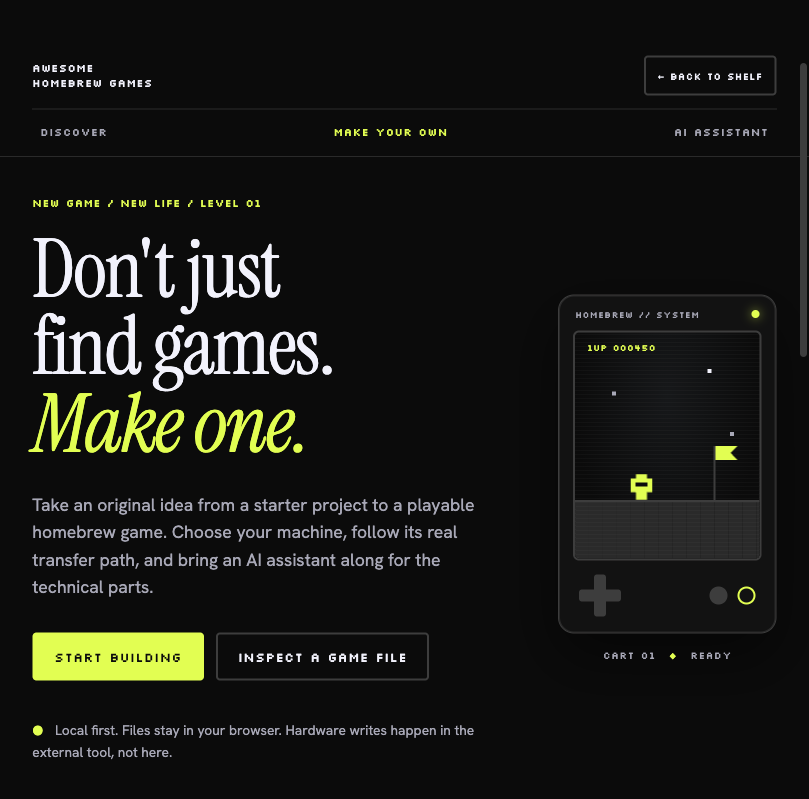 AWESOME
HOMEBREW GAMES
← BACK TO SHELF
DISCOVER
MAKE YOUR OWN
AI ASSISTANT
NEW GAME / NEW LIFE / LEVEL 01
Don't just
find games.
Make one.
HOMEBREW // SYSTEM
1UP 000450
Take an original idea from a starter project to a playable
homebrew game. Choose your machine, follow its real
transfer path, and bring an AI assistant along for the
technical parts.
START BUILDING
INSPECT A GAME FILE
CART 01 ◆ READY
Local first. Files stay in your browser. Hardware writes happen in the
external tool, not here.